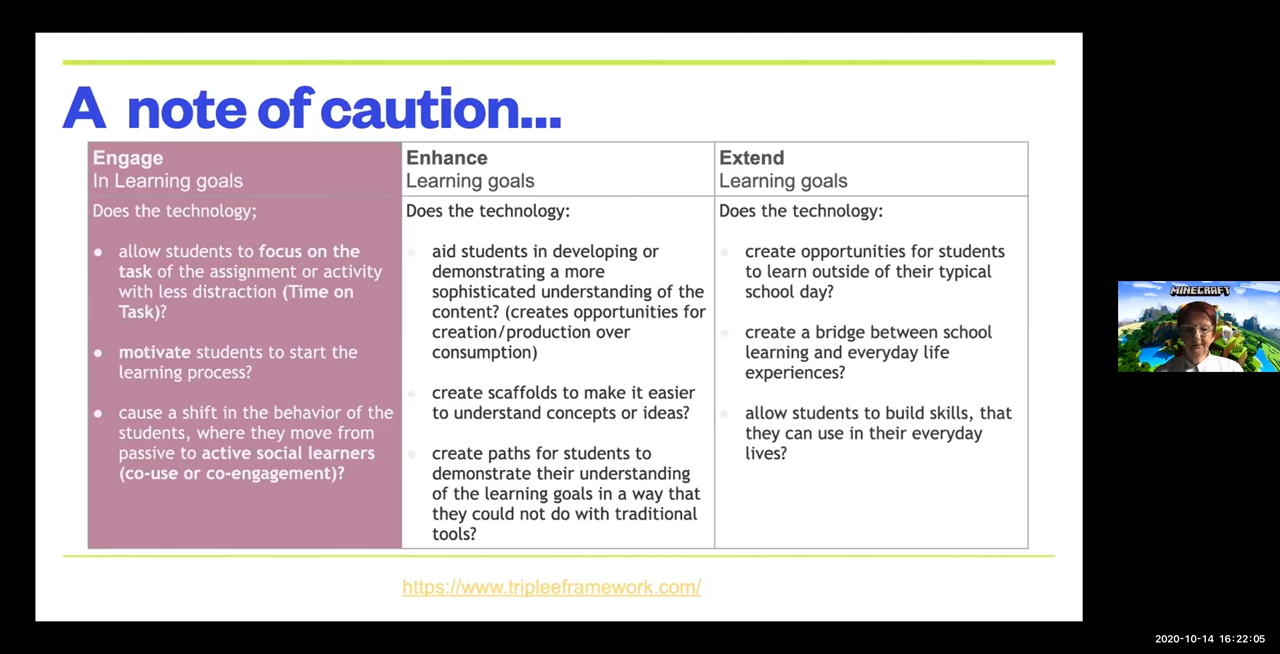 A note of caution...
Engage
In Learning goals
Does the technology;
● allow students to focus on the
task of the assignment or activity
with less distraction (Time on
Task)?
● motivate students to start the
learning process?
● cause a shift in the behavior of the
students, where they move from
passive to active social learners
(co-use or co-engagement)?
Enhance
Learning goals
Does the technology:
aid students in developing or
demonstrating a more
sophisticated understanding of the
content? (creates opportunities for
creation/production over
consumption)
create scaffolds to make it easier
to understand concepts or ideas?
create paths for students to
demonstrate their understanding
of the learning goals in a way that
they could not do with traditional
tools?
Extend
Learning goals
Does the technology:
create opportunities for students
to learn outside of their typical
school day?
create a bridge between school
learning and everyday life
experiences?
allow students to build skills, that
they can use in their everyday
lives?
https://www.tripleeframework.com/
MINECRAFT
2020-10-14 16:22:05